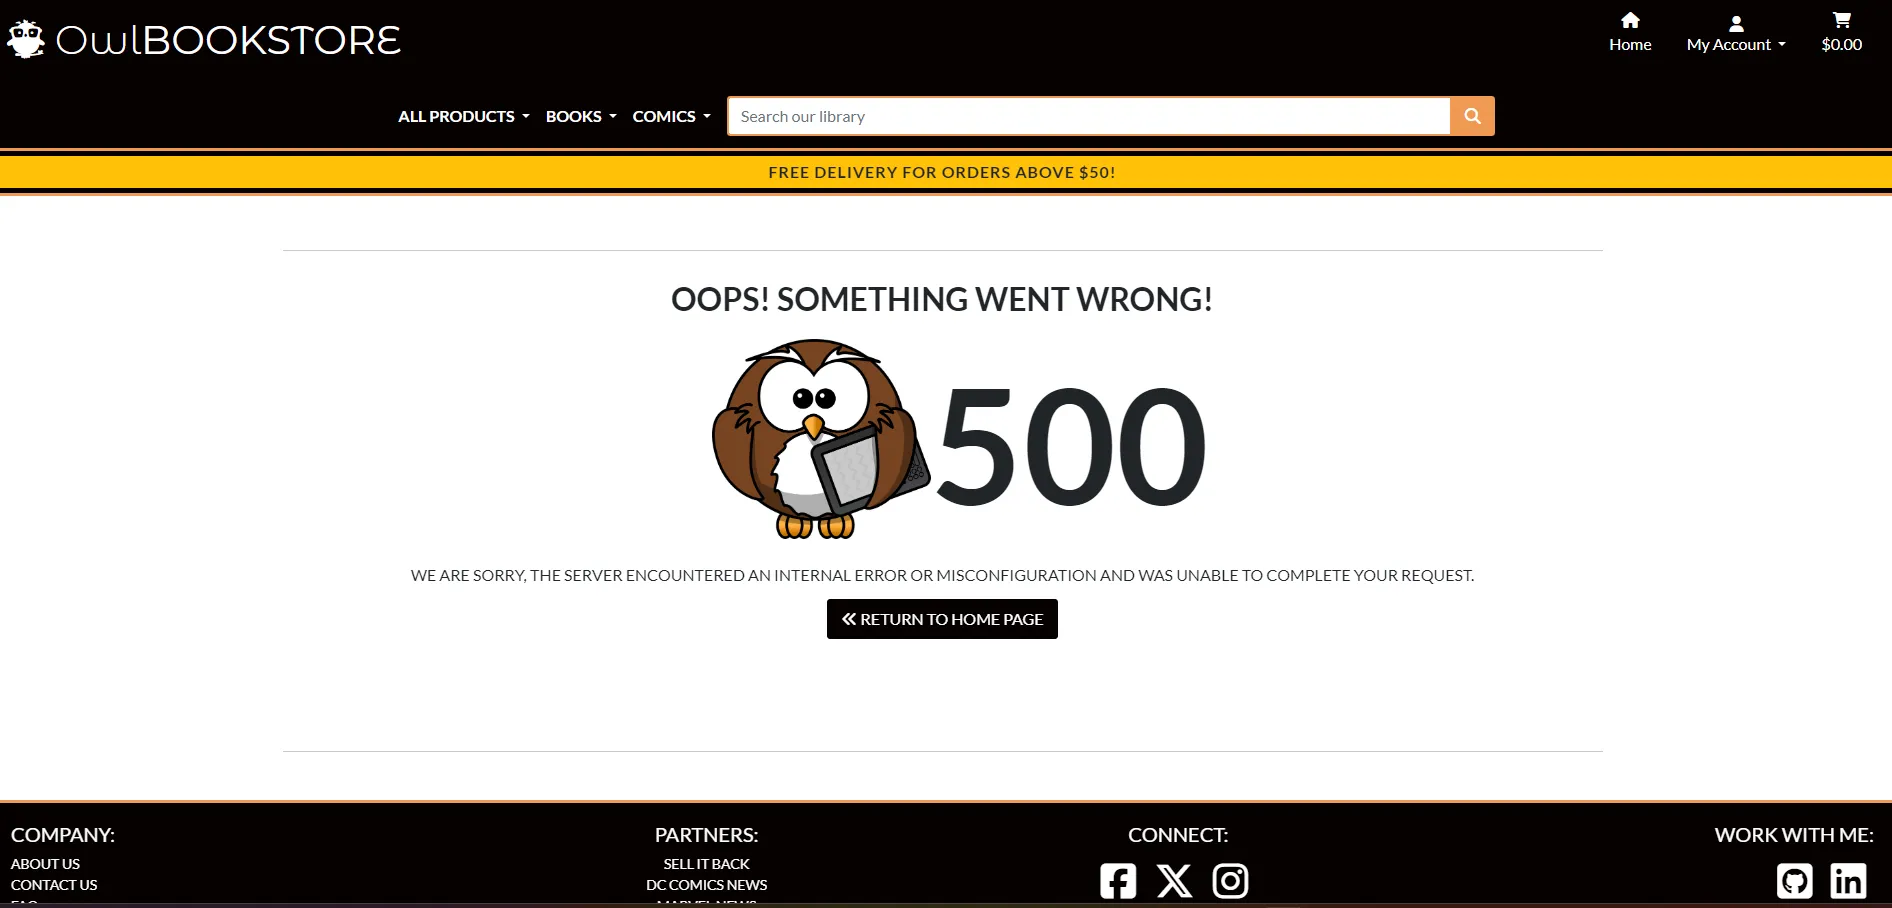 OwlBOOKSTORE
Home
My Account
$0.00
ALL PRODUCTS
BOOKS
COMICS
Search our library
FREE DELIVERY FOR ORDERS ABOVE $50!
OOPS! SOMETHING WENT WRONG!
500
WE ARE SORRY, THE SERVER ENCOUNTERED AN INTERNAL ERROR OR MISCONFIGURATION AND WAS UNABLE TO COMPLETE YOUR REQUEST.
RETURN TO HOME PAGE
COMPANY:
ABOUT US
CONTACT US
FAQ
PARTNERS:
SELL IT BACK
DC COMICS NEWS
MARVEL NEWS
CONNECT:
WORK WITH ME: